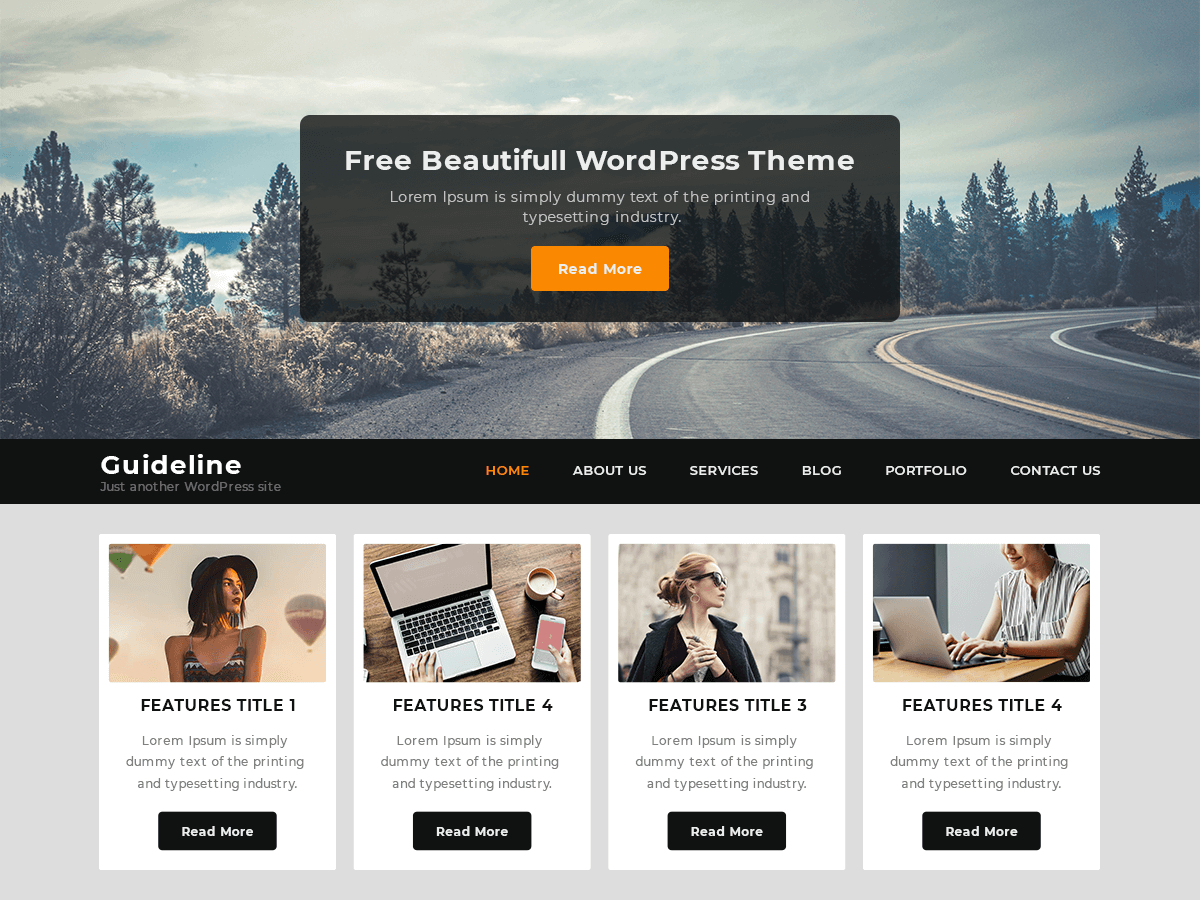 Free Beautifull WordPress Theme
Lorem Ipsum is simply dummy text of the printing and
typesetting industry.
Read More
Guideline
Just another WordPress site
HOME ABOUT US SERVICES BLOG PORTFOLIO CONTACT US
FEATURES TITLE 1
Lorem Ipsum is simply
dummy text of the printing
and typesetting industry.
Read More
FEATURES TITLE 4
Lorem Ipsum is simply
dummy text of the printing
and typesetting industry.
Read More
FEATURES TITLE 3
Lorem Ipsum is simply
dummy text of the printing
and typesetting industry.
Read More
FEATURES TITLE 4
Lorem Ipsum is simply
dummy text of the printing
and typesetting industry.
Read More